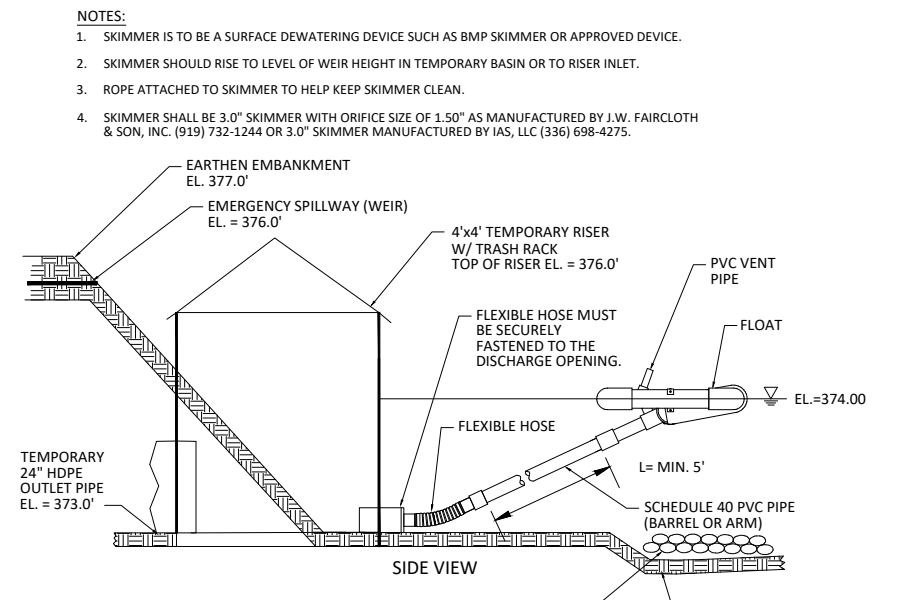 NOTES:
1. SKIMMER IS TO BE A SURFACE DEWATERING DEVICE SUCH AS BMP SKIMMER OR APPROVED DEVICE.
2. SKIMMER SHOULD RISE TO LEVEL OF WEIR HEIGHT IN TEMPORARY BASIN OR TO RISER INLET.
3. ROPE ATTACHED TO SKIMMER TO HELP KEEP SKIMMER CLEAN.
4. SKIMMER SHALL BE 3.0" SKIMMER WITH ORIFICE SIZE OF 1.50" AS MANUFACTURED BY J.W. FAIRCLOTH
& SON, INC. (919) 732-1244 OR 3.0" SKIMMER MANUFACTURED BY IAS, LLC (336) 698-4275.
EARTHEN EMBANKMENT
EL. 377.0'
EMERGENCY SPILLWAY (WEIR)
EL. = 376.0'
4'x4' TEMPORARY RISER
W/ TRASH RACK
TOP OF RISER EL. = 376.0'
PVC VENT
PIPE
FLEXIBLE HOSE MUST
BE SECURELY
FASTENED TO THE
DISCHARGE OPENING.
FLOAT
EL.=374.00
FLEXIBLE HOSE
TEMPORARY
24" HDPE
OUTLET PIPE
EL. = 373.0'
L= MIN. 5'
SCHEDULE 40 PVC PIPE
(BARREL OR ARM)
SIDE VIEW